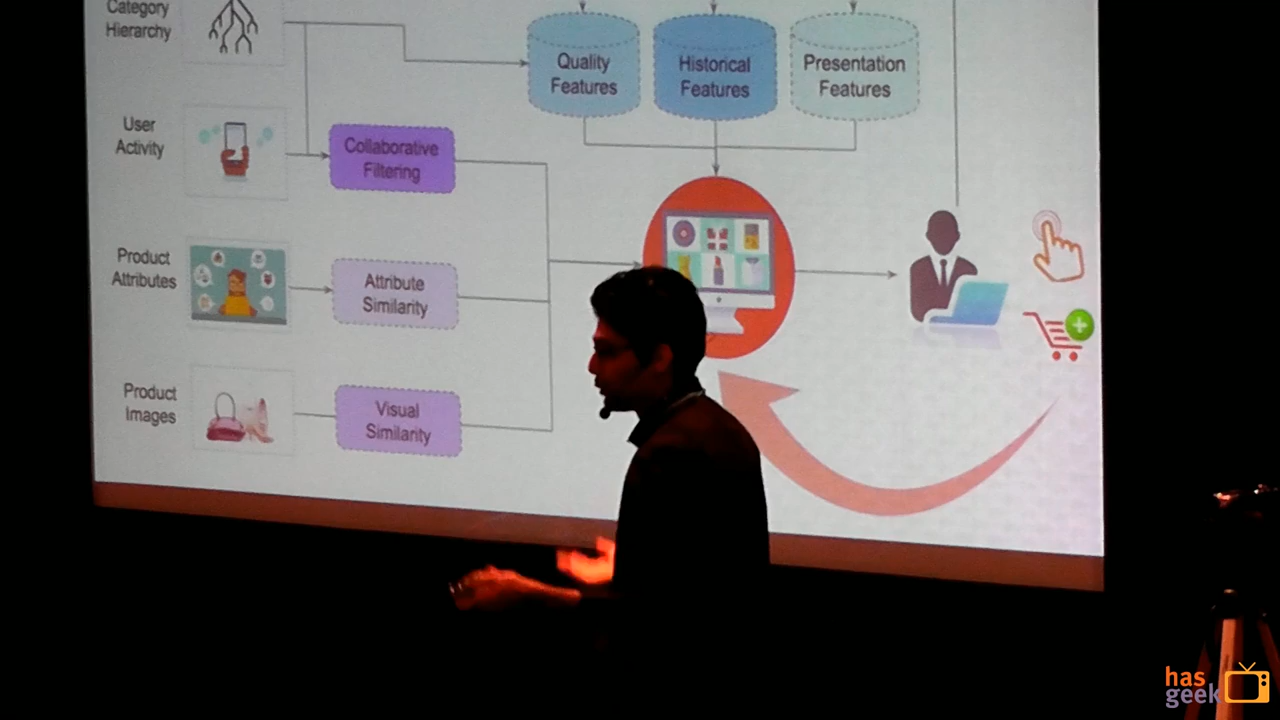 Category
Hierarchy
Quality
Features
Historical
Features
Presentation
Features
User
Activity
Collaborative
Filtering
Product
Attributes
Attribute
Similarity
Product
Images
Visual
Similarity
has
geek